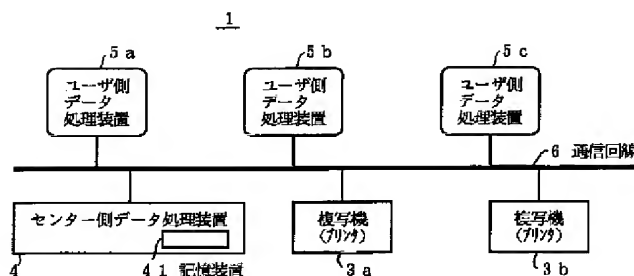 1
5a
5b
5c
ユーザ側
データ
処理装置
ユーザ側
データ
処理装置
ユーザ側
データ
処理装置
6 通信回線
センター側データ処理装置
複写機
(プリンタ)
複写機
(プリンタ)
4
41 記憶装置
3a
3b